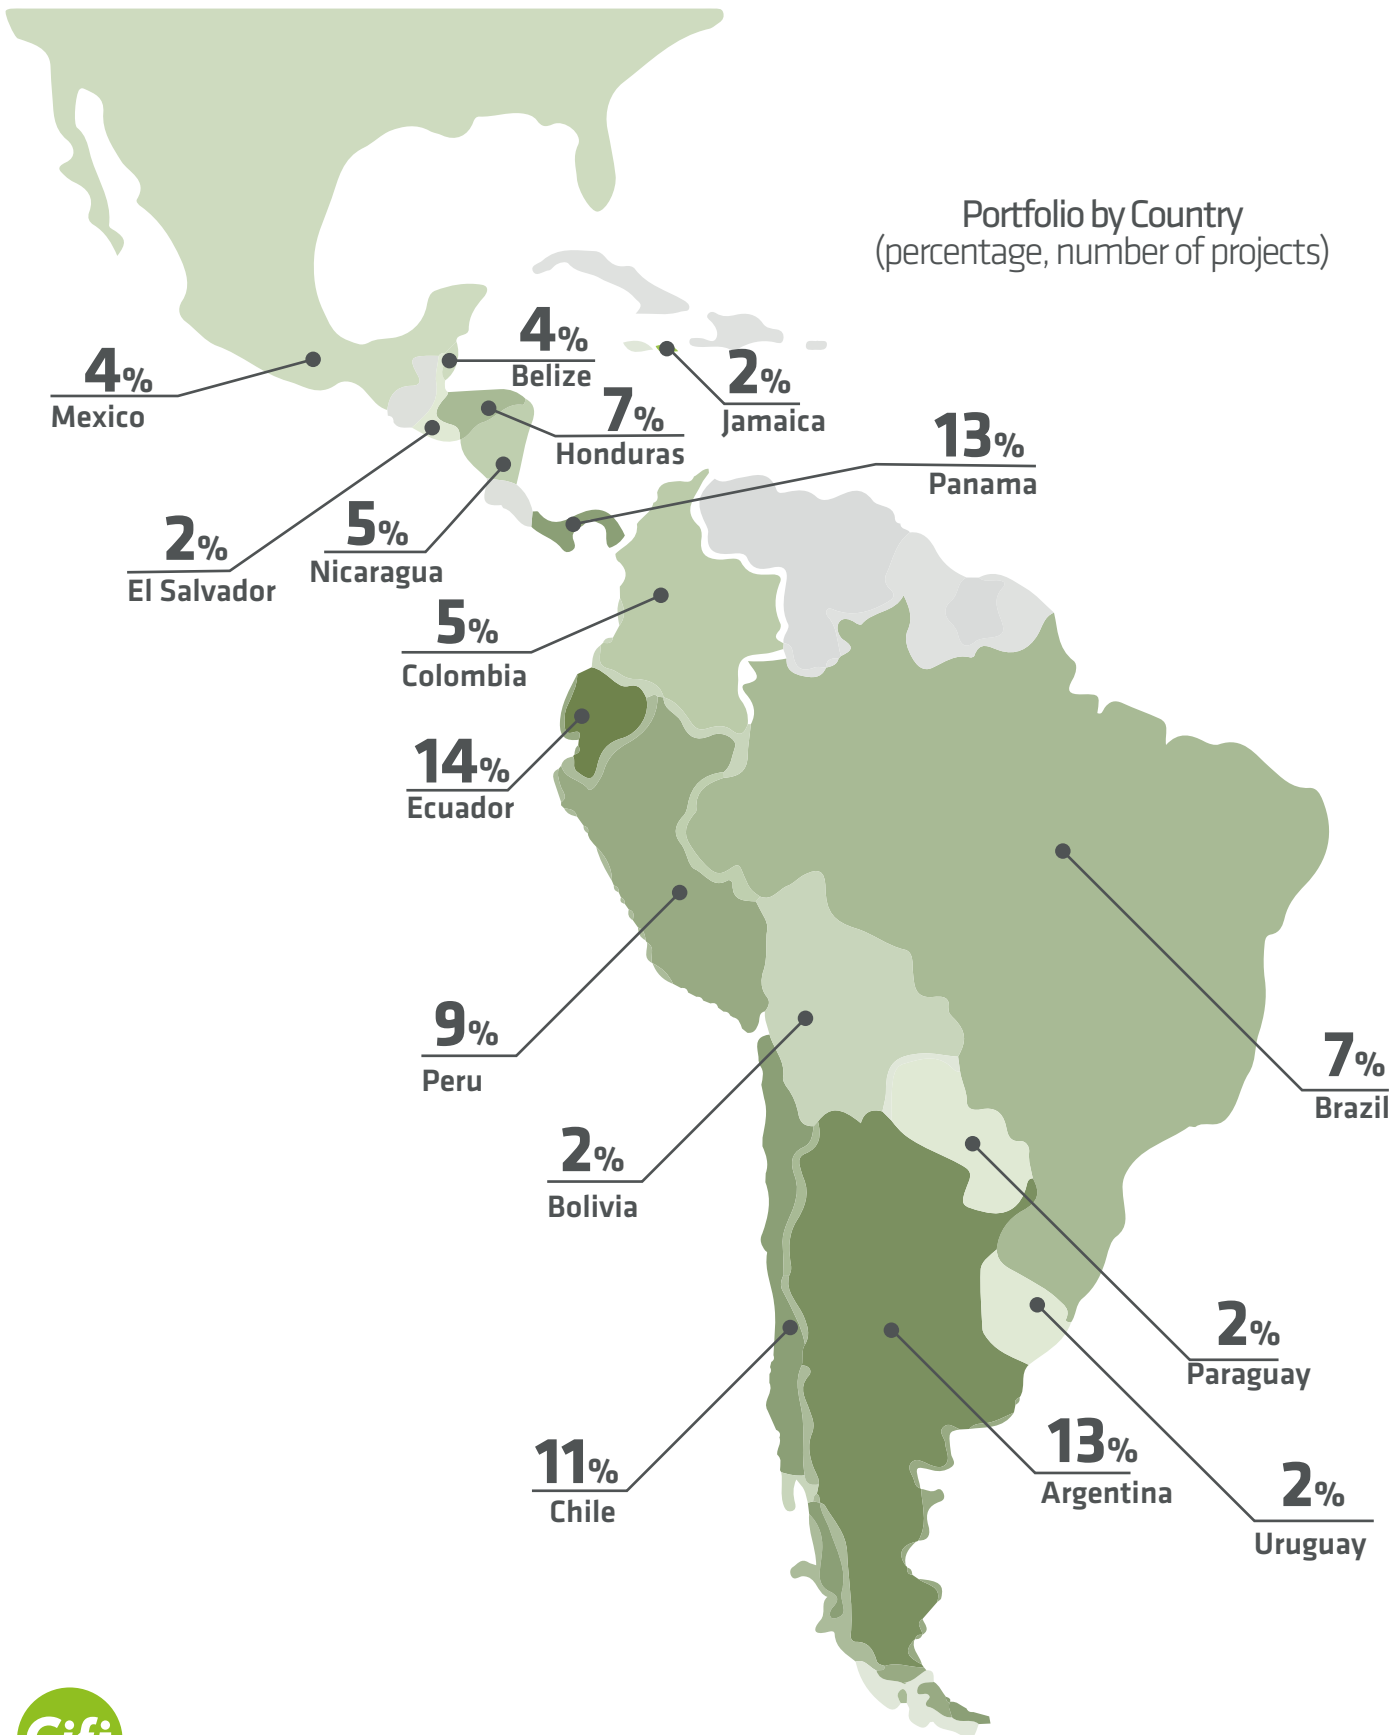 Portfolio by Country
(percentage, number of projects)
4%
Mexico
4%
Belize
2%
Jamaica
7%
Honduras
13%
Panama
2%
El Salvador
5%
Nicaragua
5%
Colombia
14%
Ecuador
9%
Peru
7%
Brazil
2%
Bolivia
2%
Paraguay
11%
Chile
13%
Argentina
2%
Uruguay
Cifi